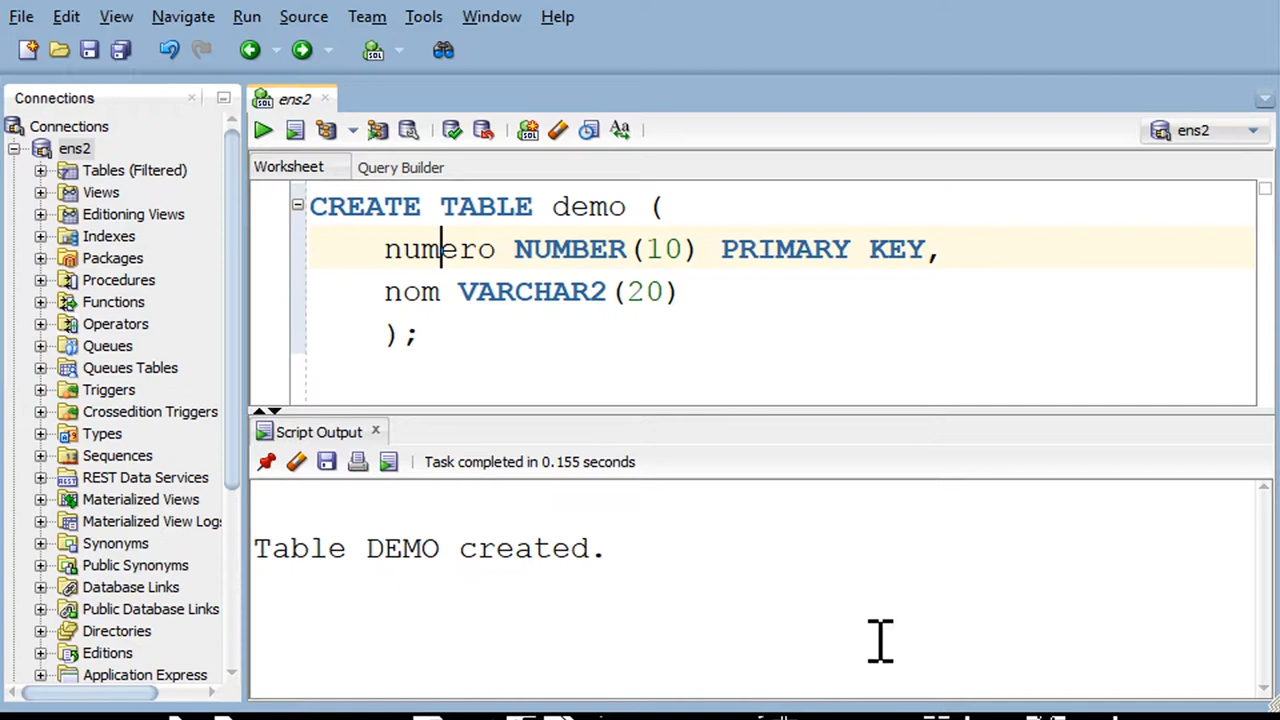 File Edit View Navigate Run Source Team Tools Window Help
Connections
ens2
ens2
Connections
ens2
Tables (Filtered)
Views
Editioning Views
Indexes
Packages
Procedures
Functions
Operators
Queues
Queues Tables
Triggers
Crossedition Triggers
Types
Sequences
REST Data Services
Materialized Views
Materialized View Log:
Synonyms
Public Synonyms
Database Links
Public Database Links
Directories
Editions
Application Express
Worksheet Query Builder
CREATE TABLE demo (
numero NUMBER(10) PRIMARY KEY,
nom VARCHAR2(20)
);
Script Output
Task completed in 0.155 seconds
Table DEMO created.